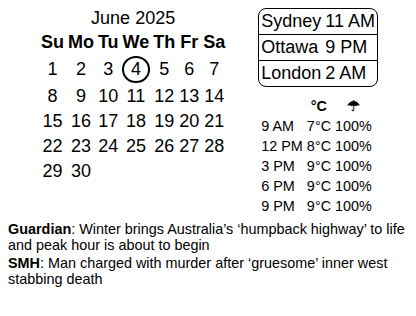 June 2025
Su Mo Tu We Th Fr Sa
1 2 3 4 5 6 7
8 9 10 11 12 13 14
15 16 17 18 19 20 21
22 23 24 25 26 27 28
29 30
Sydney 11 AM
Ottawa 9 PM
London 2 AM
°C ☂
9 AM 7°C 100%
12 PM 8°C 100%
3 PM 9°C 100%
6 PM 9°C 100%
9 PM 9°C 100%
Guardian: Winter brings Australia’s ‘humpback highway’ to life
and peak hour is about to begin
SMH: Man charged with murder after ‘gruesome’ inner west
stabbing death